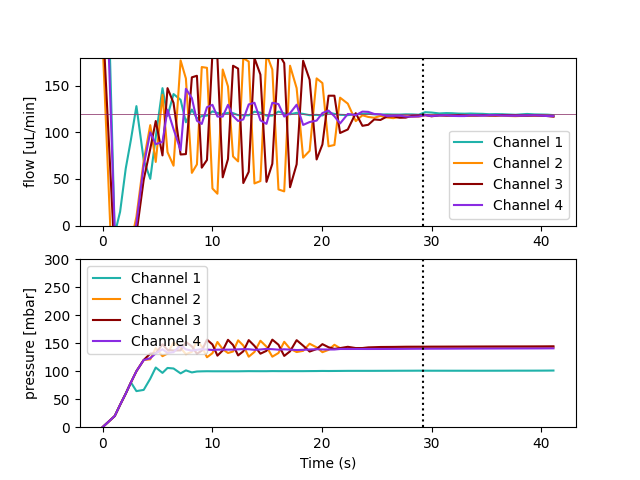 flow [uL/min]
150
100
50
0
Channel 1
Channel 2
Channel 3
Channel 4
0
10
20
30
40
pressure [mbar]
300
250
200
150
100
50
0
Channel 1
Channel 2
Channel 3
Channel 4
0
10
20
30
40
Time (s)